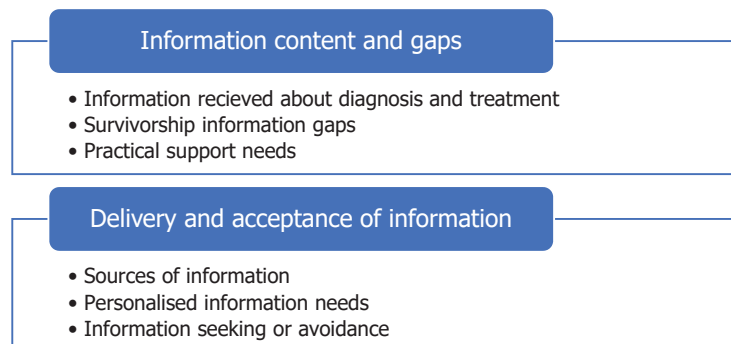 Information content and gaps
• Information recieved about diagnosis and treatment
• Survivorship information gaps
• Practical support needs
Delivery and acceptance of information
• Sources of information
• Personalised information needs
• Information seeking or avoidance